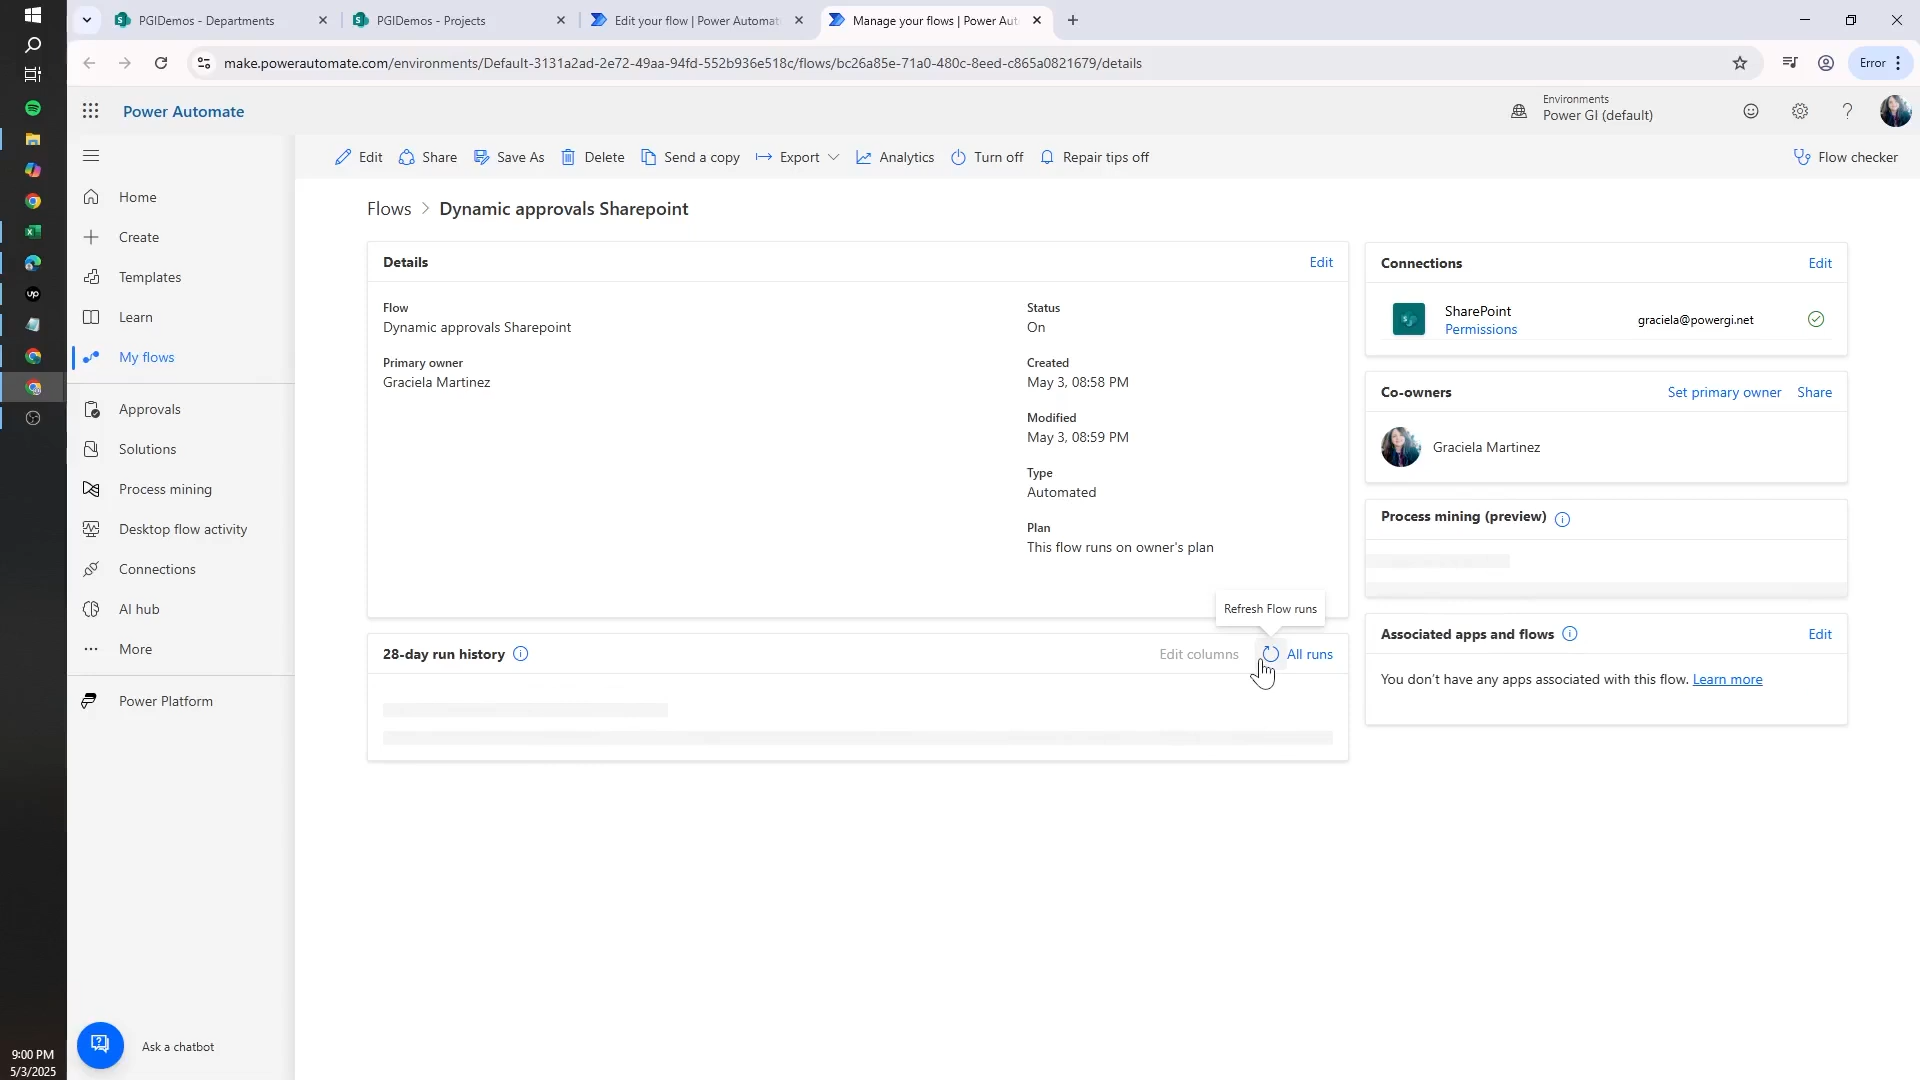 PGIDemos - Departments
PGIDemos - Projects
Edit your flow | Power Automat
Manage your flows | Power Aut
make.powerautomate.com/environments/Default-3131a2ad-2e72-49aa-94fd-552b936e518c/flows/bc26a85e-71a0-480c-8eed-c865a0821679/details
Error
Power Automate
Environments
Power GI (default)
Edit
Share
Save As
Delete
Send a copy
Export
Analytics
Turn off
Repair tips off
Flow checker
Home
Create
Templates
Learn
My flows
Approvals
Solutions
Process mining
Desktop flow activity
Connections
AI hub
More
Power Platform
Ask a chatbot
Flows > Dynamic approvals Sharepoint
Details
Edit
Flow
Dynamic approvals Sharepoint
Primary owner
Graciela Martinez
Status
On
Created
May 3, 08:58 PM
Modified
May 3, 08:59 PM
Type
Automated
Plan
This flow runs on owner's plan
Refresh Flow runs
28-day run history
Edit columns
All runs
Connections
Edit
SharePoint
Permissions
graciela@powergi.net
Co-owners
Set primary owner
Share
Graciela Martinez
Process mining (preview)
Associated apps and flows
Edit
You don't have any apps associated with this flow. Learn more
9:00 PM
5/3/2025